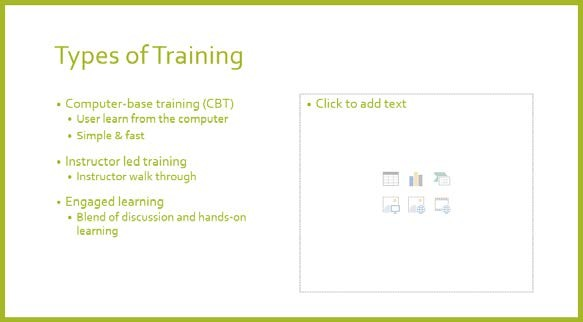 Types of Training
• Computer-base training (CBT)
• User learn from the computer
• Simple & fast
• Instructor led training
• Instructor walk through
• Engaged learning
• Blend of discussion and hands-on
learning
• Click to add text